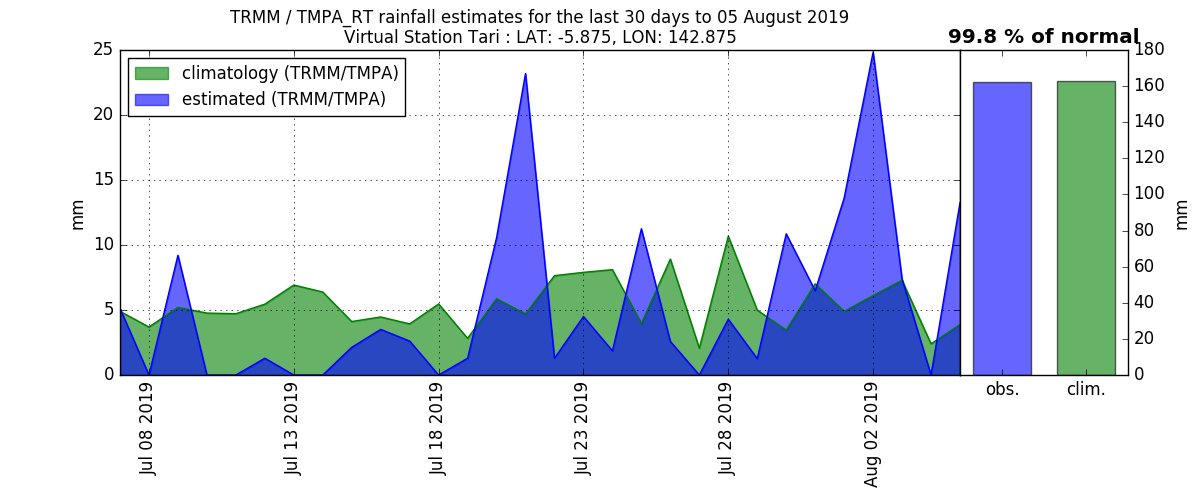 TRMM / TMPA_RT rainfall estimates for the last 30 days to 05 August 2019
Virtual Station Tari : LAT: -5.875, LON: 142.875
99.8 % of normal
climatology (TRMM/TMPA)
estimated (TRMM/TMPA)
25
20
15
10
5
0
mm
Jul 08 2019
Jul 13 2019
Jul 18 2019
Jul 23 2019
Jul 28 2019
Aug 02 2019
180
160
140
120
100
80
60
40
20
0
mm
obs.
clim.